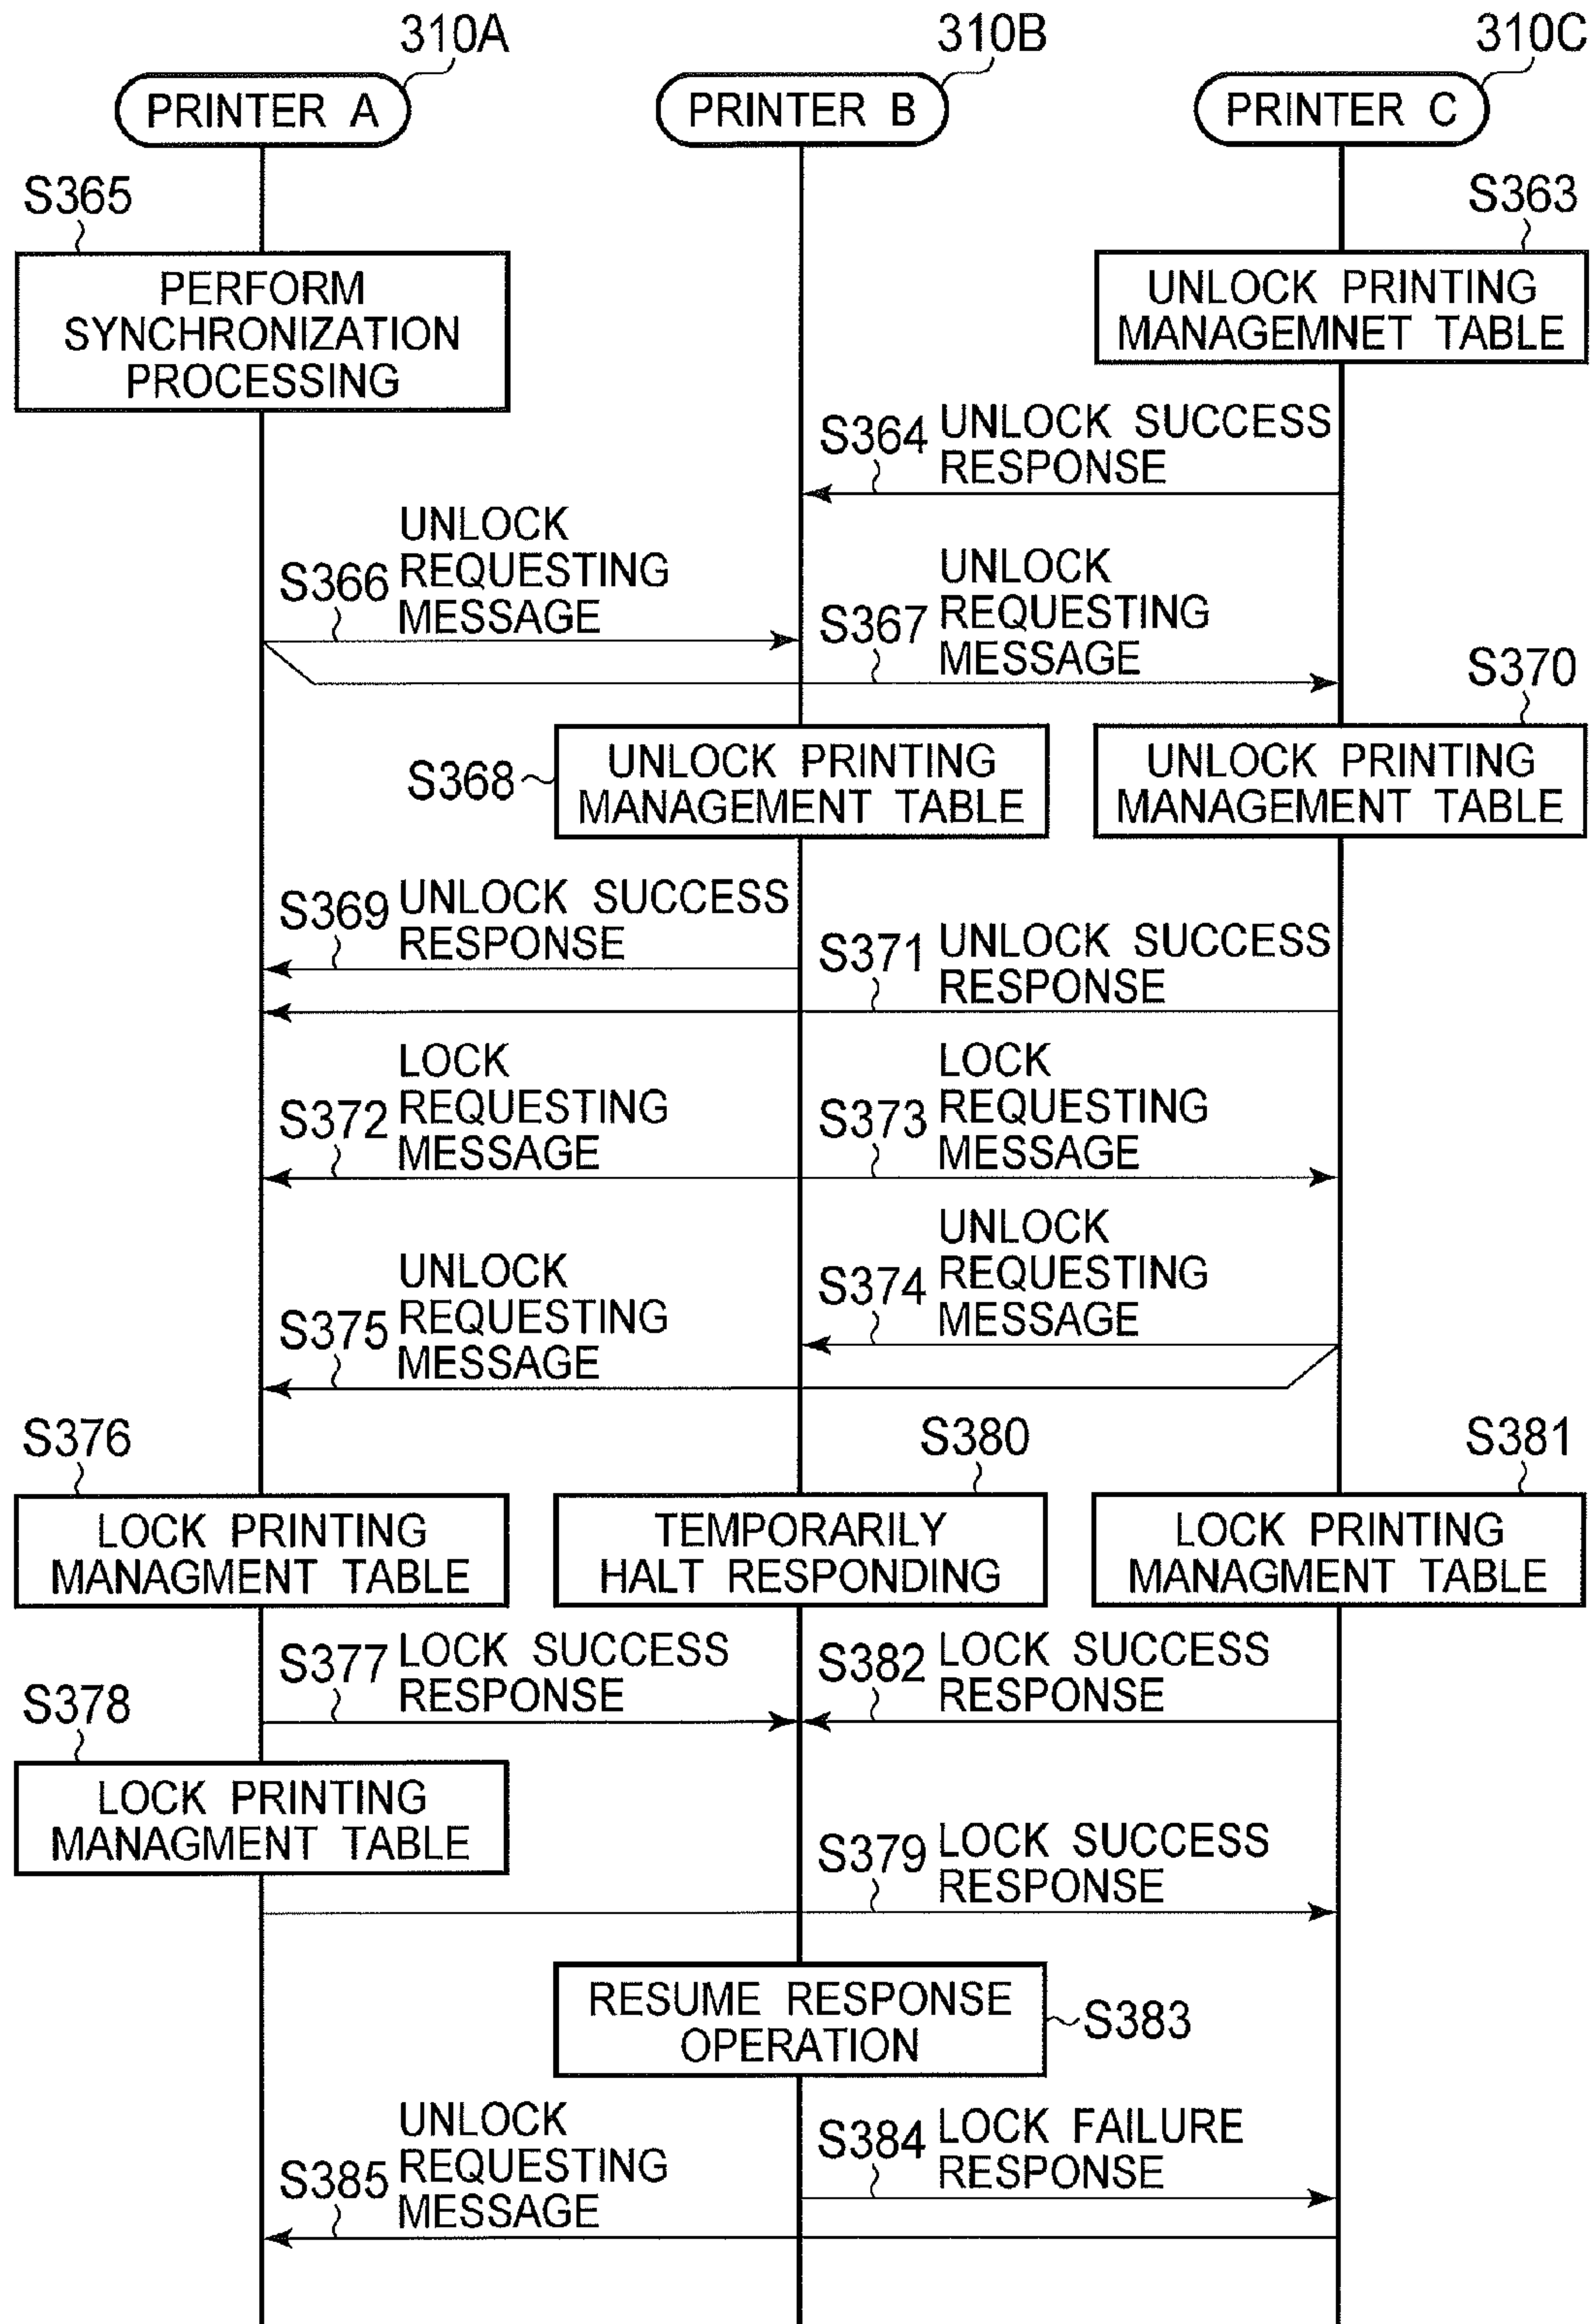 310A
310B
310C
PRINTER A
PRINTER B
PRINTER C
S365
S363
PERFORM
SYNCHRONIZATION
PROCESSING
UNLOCK PRINTING
MANAGEMNET TABLE
S364
UNLOCK SUCCESS
RESPONSE
S366
UNLOCK
REQUESTING
MESSAGE
S367
UNLOCK
REQUESTING
MESSAGE
S370
S368
UNLOCK PRINTING
MANAGEMENT TABLE
UNLOCK PRINTING
MANAGEMENT TABLE
S369
UNLOCK SUCCESS
RESPONSE
S371
UNLOCK SUCCESS
RESPONSE
S372
LOCK
REQUESTING
MESSAGE
S373
LOCK
REQUESTING
MESSAGE
S374
UNLOCK
REQUESTING
MESSAGE
S375
UNLOCK
REQUESTING
MESSAGE
S376
S380
S381
LOCK PRINTING
MANAGMENT TABLE
TEMPORARILY
HALT RESPONDING
LOCK PRINTING
MANAGMENT TABLE
S377
LOCK SUCCESS
RESPONSE
S382
LOCK SUCCESS
RESPONSE
S378
LOCK PRINTING
MANAGMENT TABLE
S379
LOCK SUCCESS
RESPONSE
RESUME RESPONSE
OPERATION
S383
S384
LOCK FAILURE
RESPONSE
S385
UNLOCK
REQUESTING
MESSAGE